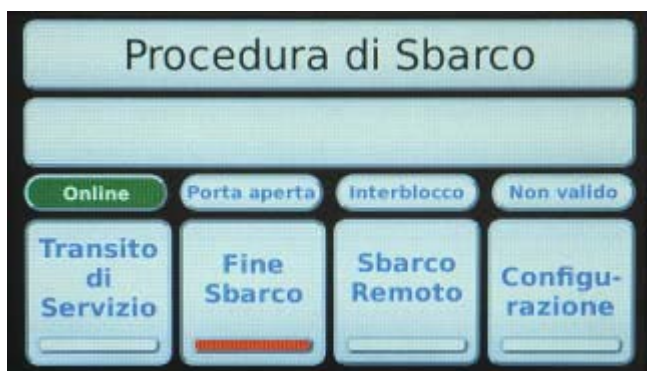 Procedura di Sbarco
Online
Porta aperta
Interblocco
Non valido
Transito
di
Servizio
Fine
Sbarco
Sbarco
Remoto
Configu-
razione